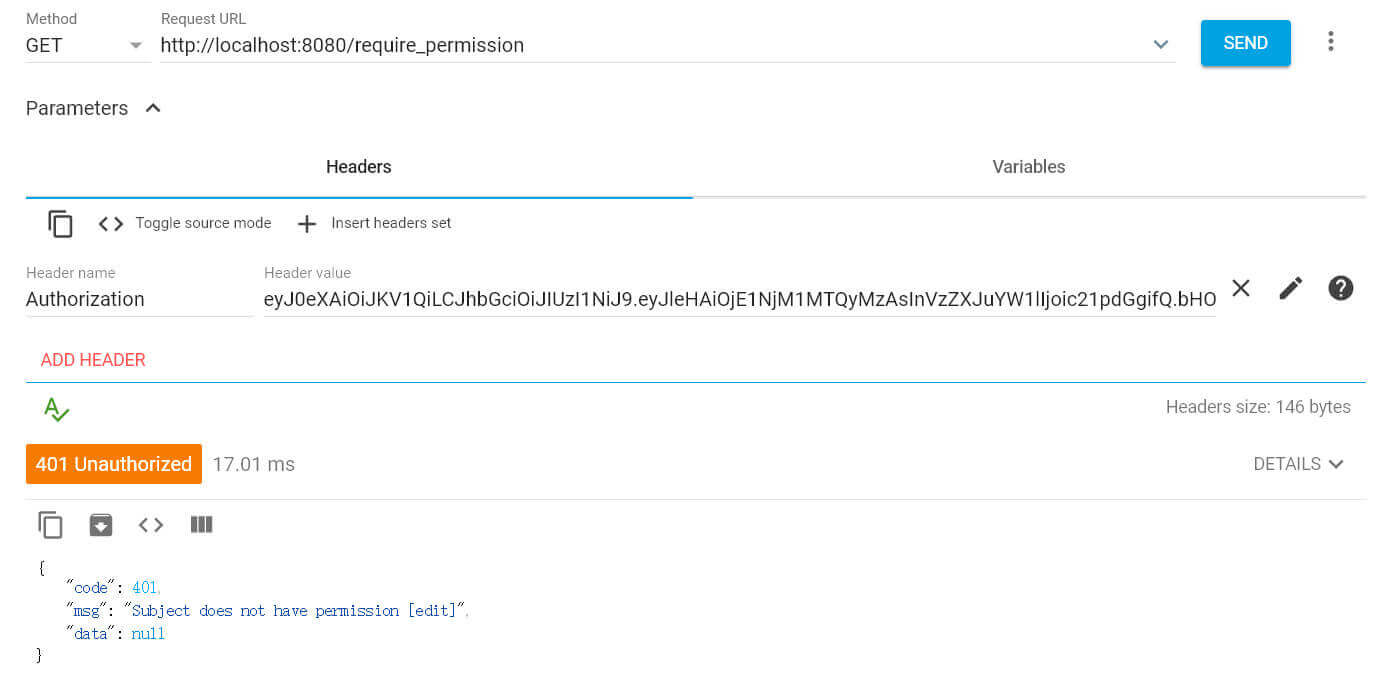 Method
Request URL
GET
http://localhost:8080/require_permission
SEND
Parameters
Headers
Variables
Toggle source mode
Insert headers set
Header name
Header value
Authorization
eyJ0eXAiOiJKV1QiLCJhbGciOiJIUzI1NiJ9.eyJleHAiOjE1NjM1MTQyMzAsInVzZXJuYW1lIjoic21pdGgifQ.bHO
ADD HEADER
Headers size: 146 bytes
401 Unauthorized
17.01 ms
DETAILS
{
"code": 401,
"msg": "Subject does not have permission [edit]",
"data": null
}